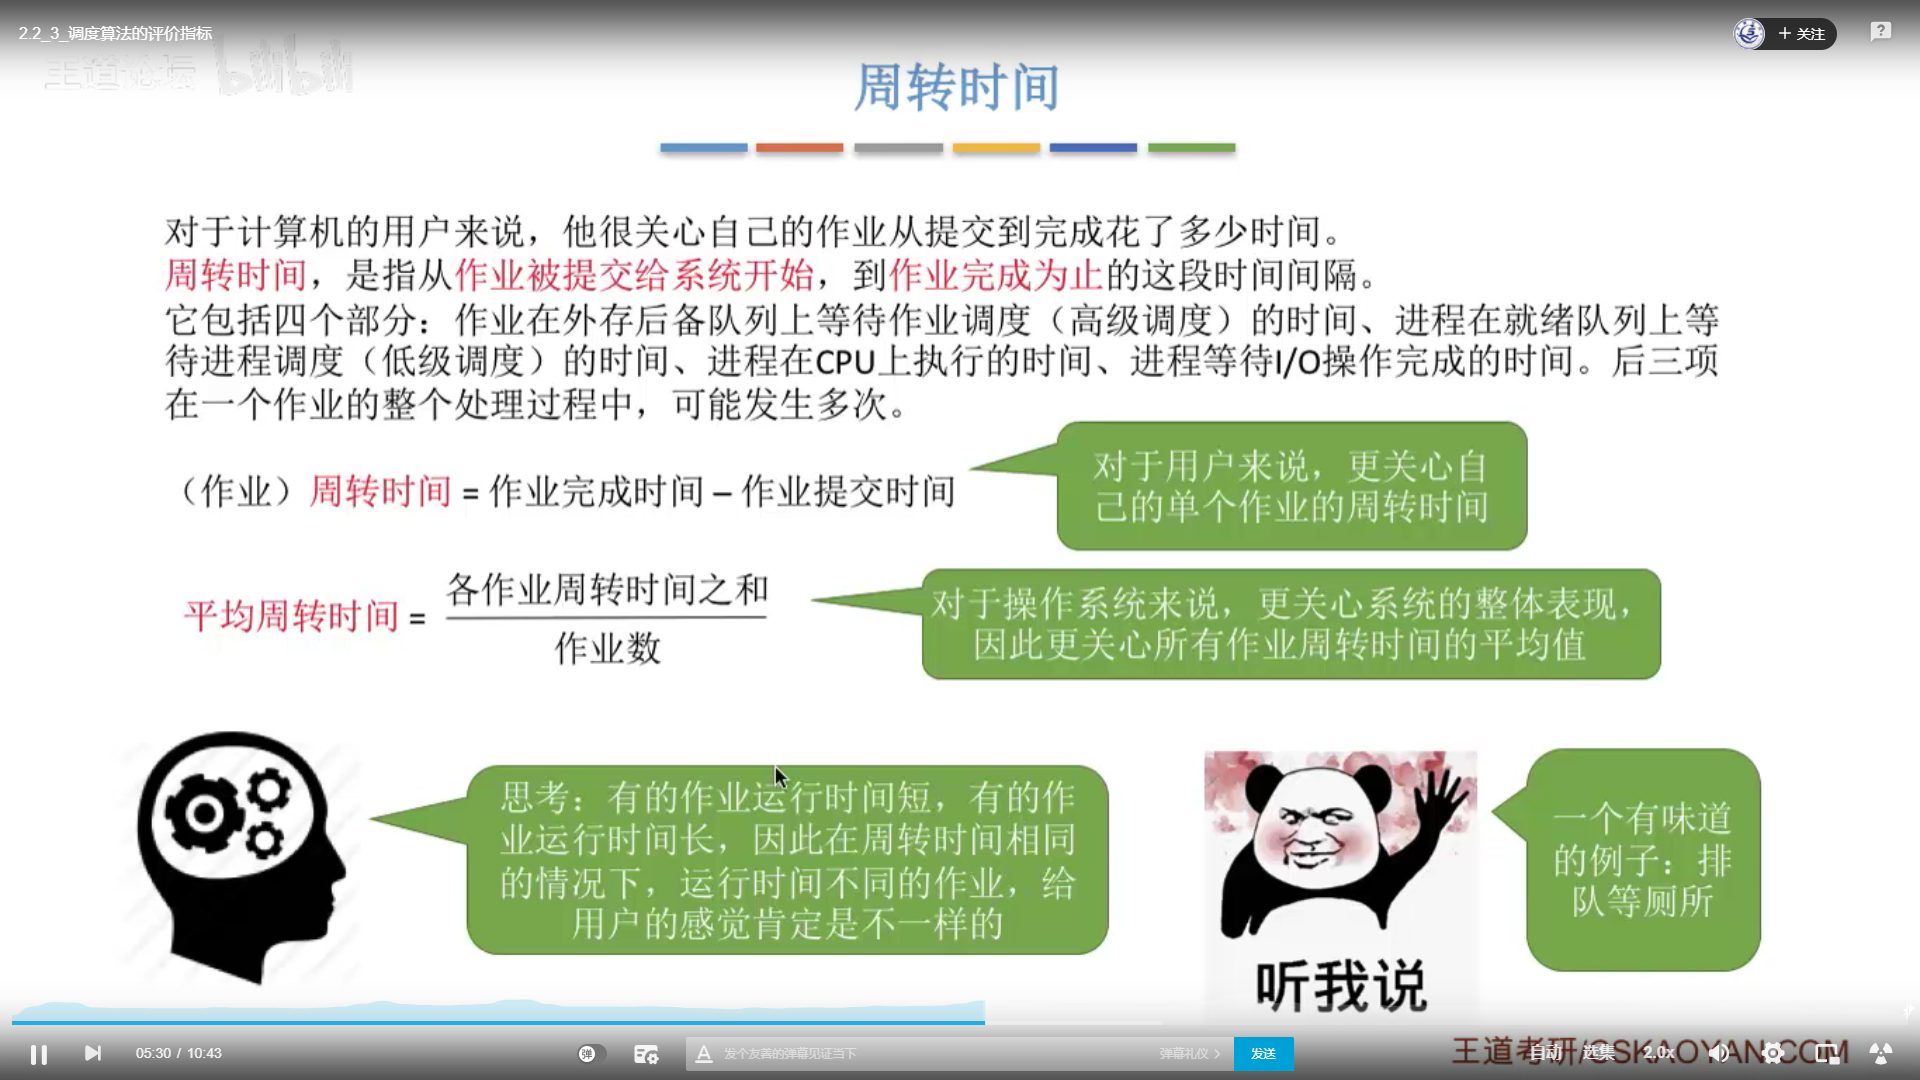 2.2_3_调度算法的评价指标
+ 关注
王道论坛 bilibili
周转时间
对于计算机的用户来说，他很关心自己的作业从提交到完成花了多少时间。
周转时间，是指从作业被提交给系统开始，到作业完成为止的这段时间间隔。
它包括四个部分：作业在外存后备队列上等待作业调度（高级调度）的时间、进程在就绪队列上等
待进程调度（低级调度）的时间、进程在CPU上执行的时间、进程等待I/O操作完成的时间。后三项
在一个作业的整个处理过程中，可能发生多次。
（作业）周转时间 = 作业完成时间 – 作业提交时间
对于用户来说，更关心自
己的单个作业的周转时间
平均周转时间 =
各作业周转时间之和
作业数
对于操作系统来说，更关心系统的整体表现，
因此更关心所有作业周转时间的平均值
思考：有的作业运行时间短，有的作
业运行时间长，因此在周转时间相同
的情况下，运行时间不同的作业，给
用户的感觉肯定是不一样的
听我说
一个有味道
的例子：排
队等厕所
05:30 / 10:43
弹
A 发个友善的弹幕见证当下
弹幕礼仪 >
发送
王道考研/CSKAOYAN.COM
自动
选集
2.0x